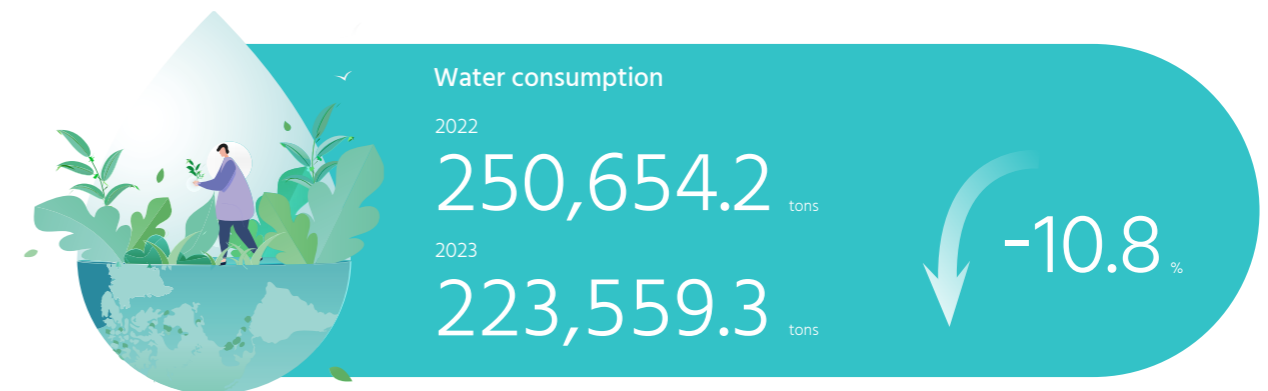 Water consumption
2022
250,654.2 tons
2023
223,559.3 tons
-10.8 %